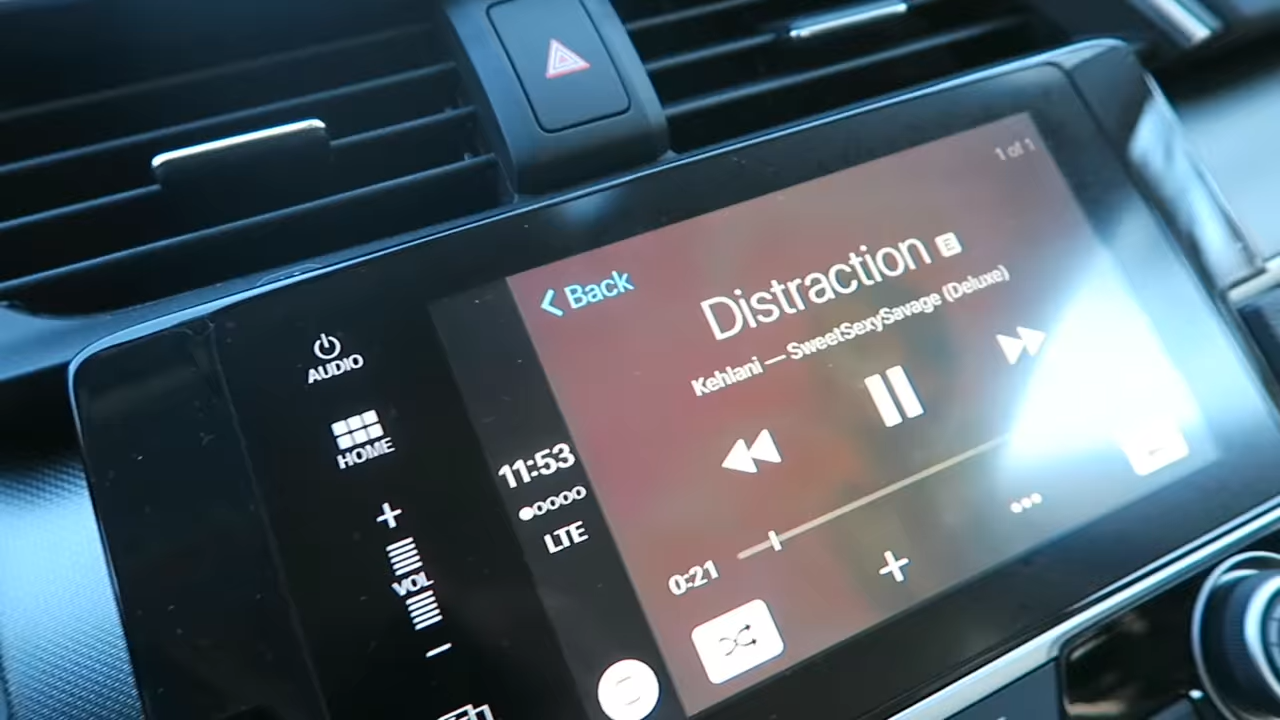 AUDIO
HOME
VOL
11:53
LTE
Back
1 of 1
Distraction E
Kehlani — SweetSexySavage (Deluxe)
0:21